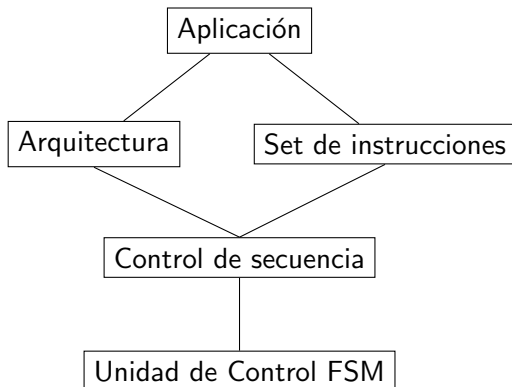 Aplicación
Arquitectura
Set de instrucciones
Control de secuencia
Unidad de Control FSM